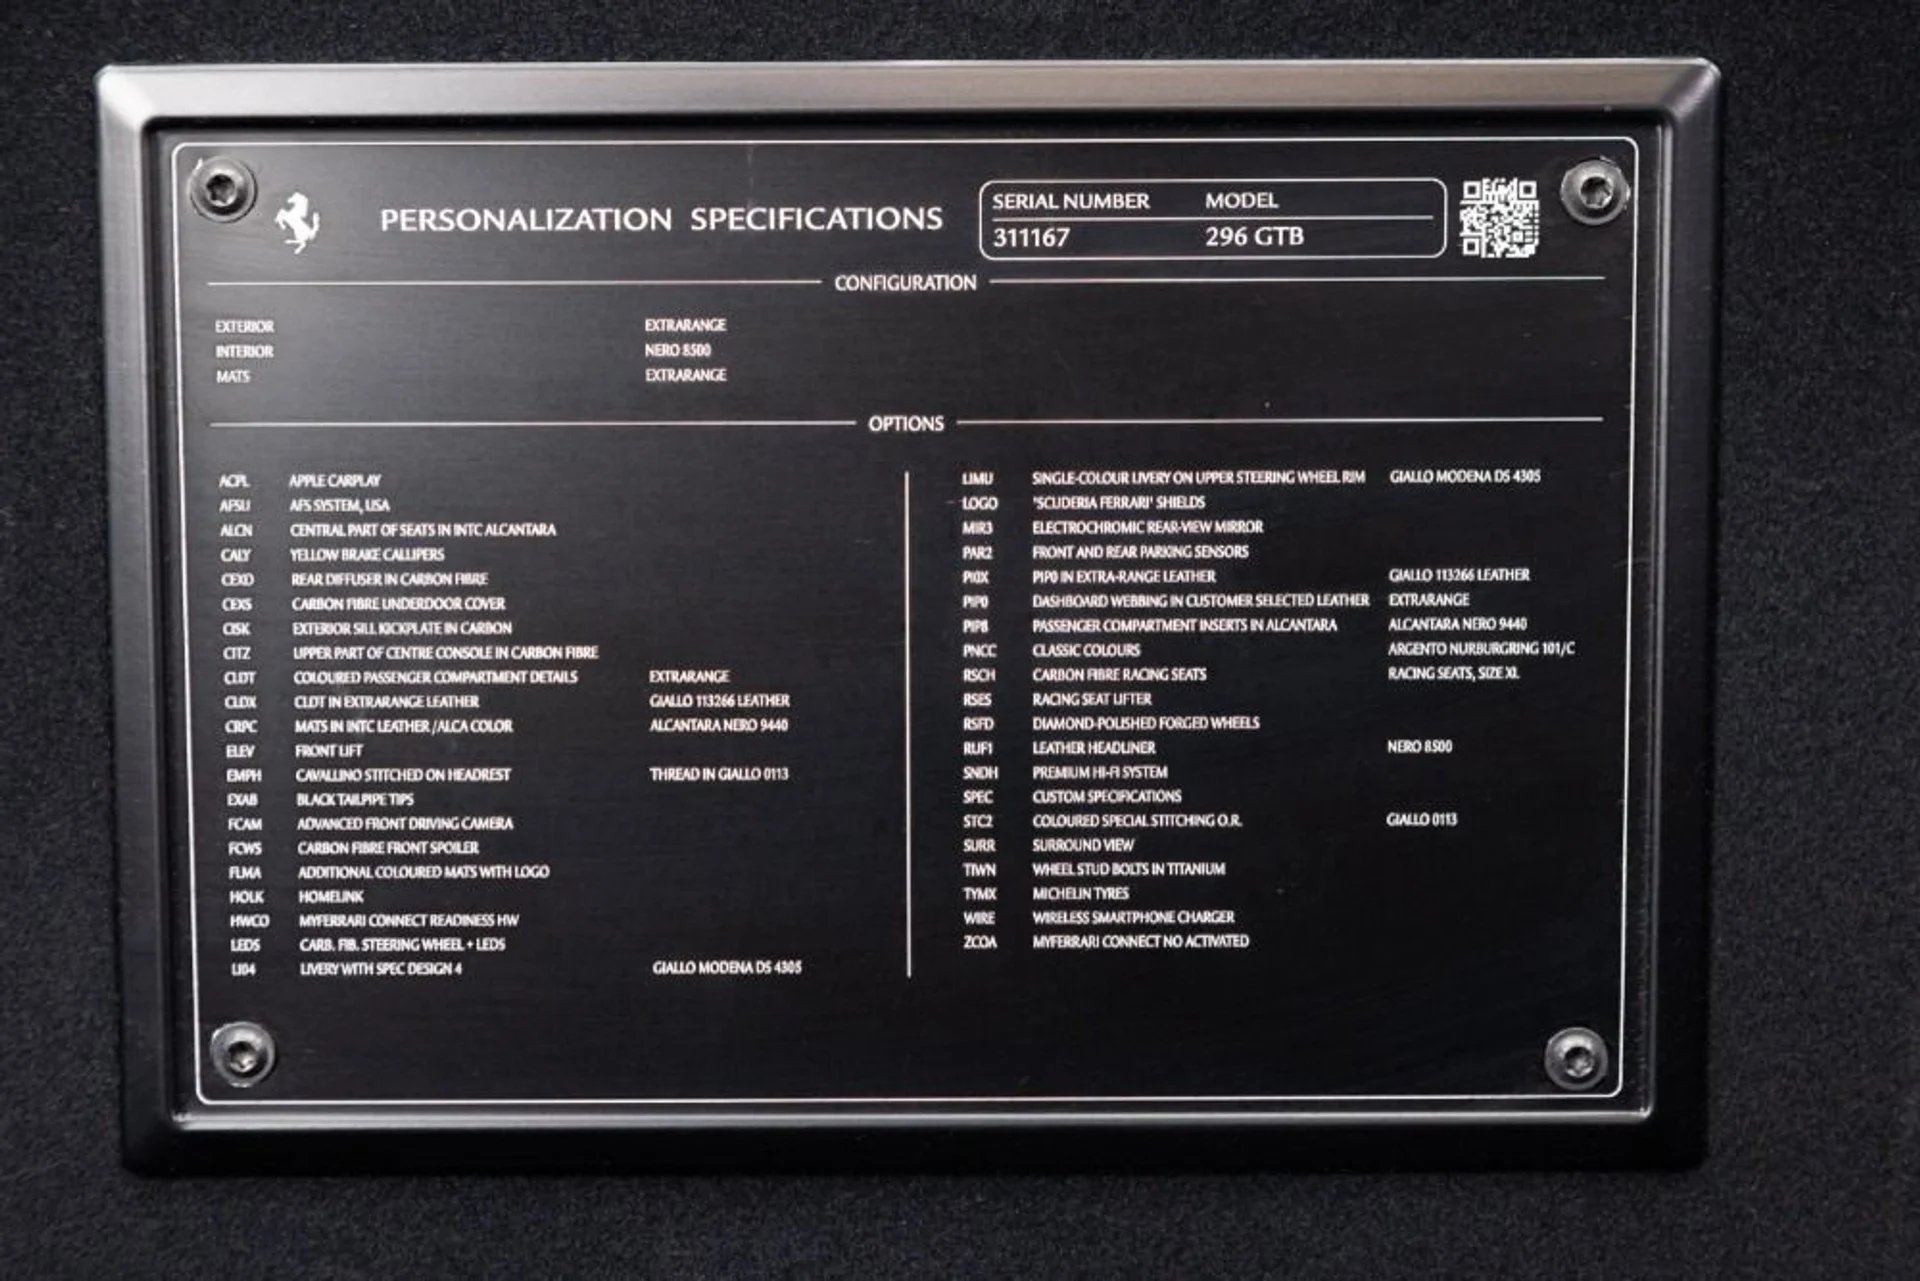 PERSONALIZATION SPECIFICATIONS
SERIAL NUMBER MODEL
311167 296 GTB
CONFIGURATION
EXTERIOR EXTRARANGE
INTERIOR NERO 8500
MATS EXTRARANGE
OPTIONS
ACPL APPLE CARPLAY
AFSU AFS SYSTEM, USA
ALCN CENTRAL PART OF SEATS IN INTC ALCANTARA
CALY YELLOW BRAKE CALLIPERS
CEXD REAR DIFFUSER IN CARBON FIBRE
CEXS CARBON FIBRE UNDERDOOR COVER
CISK EXTERIOR SILL KICKPLATE IN CARBON
CITZ UPPER PART OF CENTRE CONSOLE IN CARBON FIBRE
CLDT COLOURED PASSENGER COMPARTMENT DETAILS EXTRARANGE
CLDX CLDT IN EXTRARANGE LEATHER GIALLO 113266 LEATHER
CRPC MATS IN INTC LEATHER /ALCA COLOR ALCANTARA NERO 9440
ELEV FRONT LIFT
EMPH CAVALLINO STITCHED ON HEADREST THREAD IN GIALLO 0113
EXAB BLACK TAILPIPE TIPS
FCAM ADVANCED FRONT DRIVING CAMERA
FCWS CARBON FIBRE FRONT SPOILER
FLMA ADDITIONAL COLOURED MATS WITH LOGO
HOLK HOMELINK
HWCO MYFERRARI CONNECT READINESS HW
LEDS CARB. FIB. STEERING WHEEL + LEDS
LI04 LIVERY WITH SPEC DESIGN 4 GIALLO MODENA DS 4305
LIMU SINGLE-COLOUR LIVERY ON UPPER STEERING WHEEL RIM GIALLO MODENA DS 4305
LOGO 'SCUDERIA FERRARI' SHIELDS
MIR3 ELECTROCHROMIC REAR-VIEW MIRROR
PAR2 FRONT AND REAR PARKING SENSORS
PI0X PIP0 IN EXTRA-RANGE LEATHER GIALLO 113266 LEATHER
PIP0 DASHBOARD WEBBING IN CUSTOMER SELECTED LEATHER EXTRARANGE
PIP8 PASSENGER COMPARTMENT INSERTS IN ALCANTARA ALCANTARA NERO 9440
PNCC CLASSIC COLOURS ARGENTO NURBURGRING 101/C
RSCH CARBON FIBRE RACING SEATS RACING SEATS, SIZE XL
RSES RACING SEAT LIFTER
RSFD DIAMOND-POLISHED FORGED WHEELS
RUF1 LEATHER HEADLINER NERO 8500
SNDH PREMIUM HI-FI SYSTEM
SPEC CUSTOM SPECIFICATIONS
STC2 COLOURED SPECIAL STITCHING O.R. GIALLO 0113
SURR SURROUND VIEW
TIWN WHEEL STUD BOLTS IN TITANIUM
TYMX MICHELIN TYRES
WIRE WIRELESS SMARTPHONE CHARGER
ZCOA MYFERRARI CONNECT NO ACTIVATED